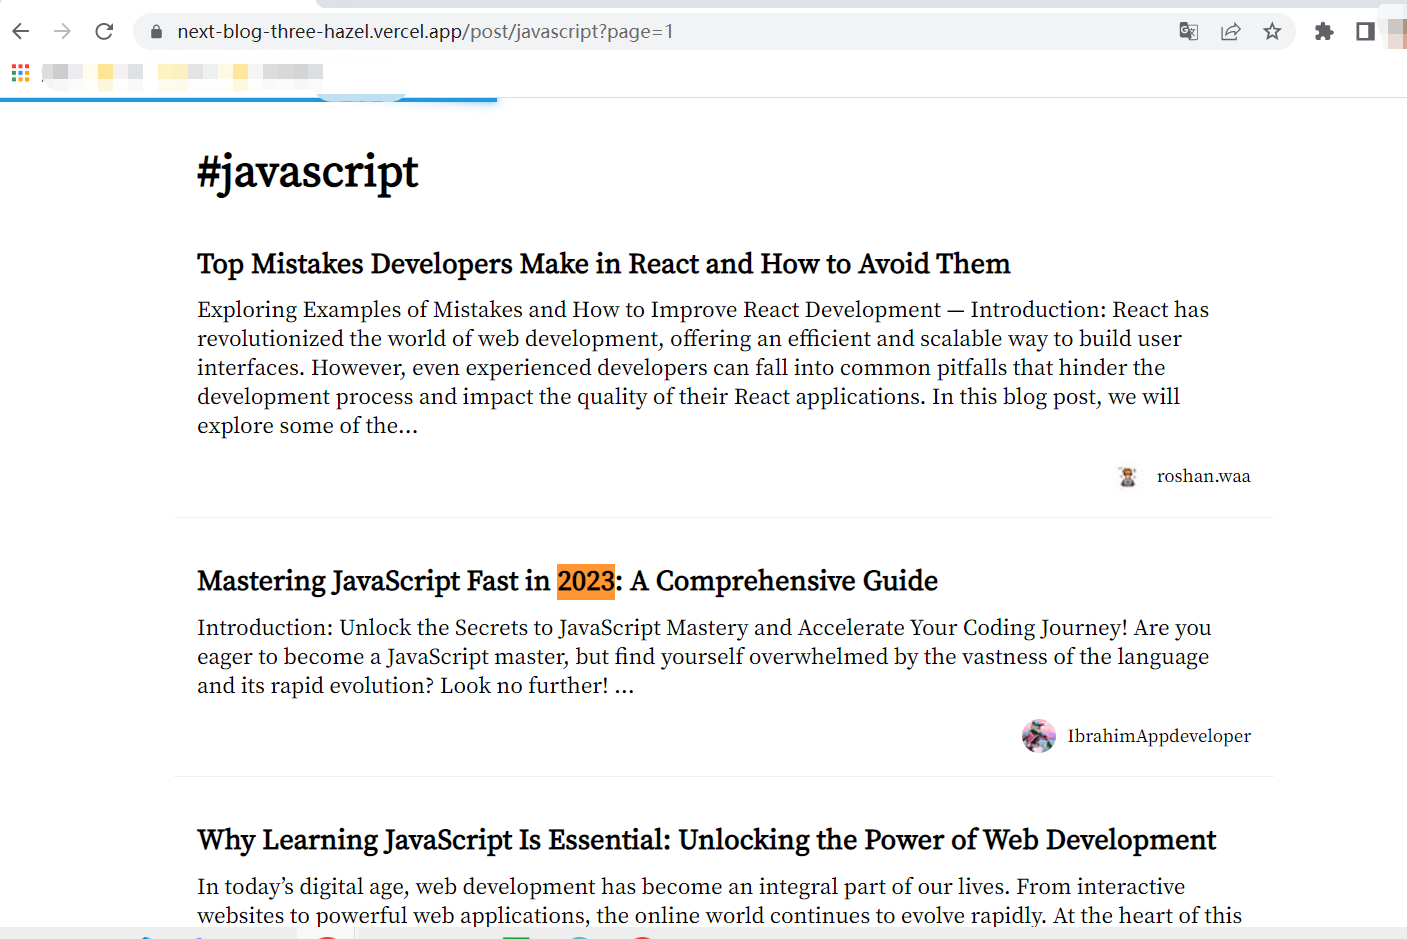 next-blog-three-hazel.vercel.app/post/javascript?page=1
#javascript
Top Mistakes Developers Make in React and How to Avoid Them
Exploring Examples of Mistakes and How to Improve React Development — Introduction: React has
revolutionized the world of web development, offering an efficient and scalable way to build user
interfaces. However, even experienced developers can fall into common pitfalls that hinder the
development process and impact the quality of their React applications. In this blog post, we will
explore some of the…
roshan.waa
Mastering JavaScript Fast in 2023: A Comprehensive Guide
Introduction: Unlock the Secrets to JavaScript Mastery and Accelerate Your Coding Journey! Are you
eager to become a JavaScript master, but find yourself overwhelmed by the vastness of the language
and its rapid evolution? Look no further! …
IbrahimAppdeveloper
Why Learning JavaScript Is Essential: Unlocking the Power of Web Development
In today’s digital age, web development has become an integral part of our lives. From interactive
websites to powerful web applications, the online world continues to evolve rapidly. At the heart of this